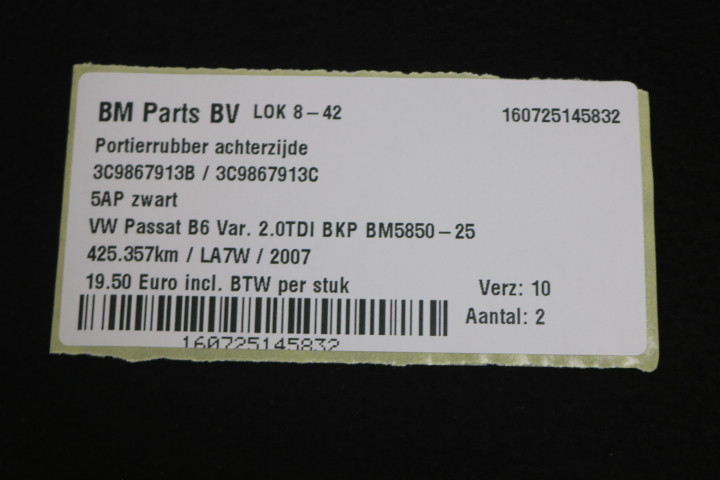 BM Parts BV LOK 8-42 160725145832
Portierrubber achterzijde
3C9867913B / 3C9867913C
5AP zwart
VW Passat B6 Var. 2.0TDI BKP BM5850-25
425.357km / LA7W / 2007
19.50 Euro incl. BTW per stuk Verz: 10
Aantal: 2
160725145832